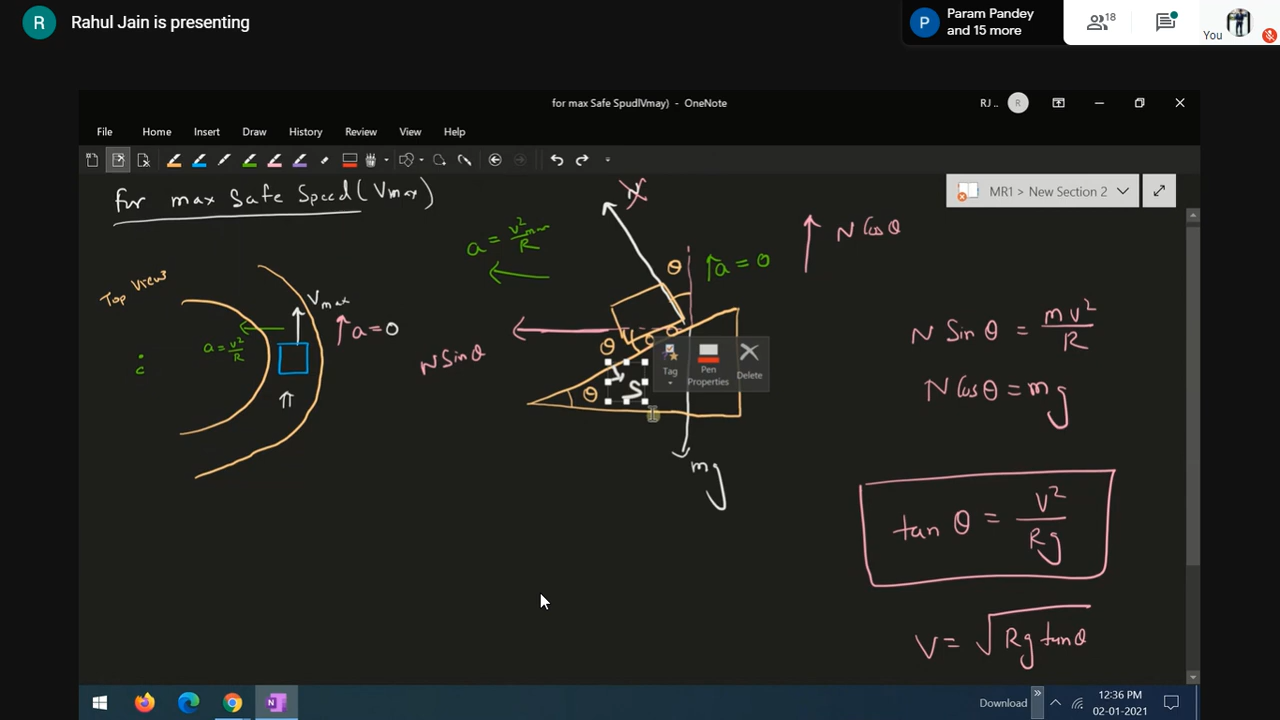 R Rahul Jain is presenting
P Param Pandey
and 15 more
18
You
for max Safe SpudlVmay) - OneNote
RJ ..
R
File Home Insert Draw History Review View Help
MR1 > New Section 2
for max Safe Speed (Vmax)
N
N Cos θ
a = v²max/R
θ
↑a = 0
Top View
Vmax
↑a = 0
a = v²/R
c
N Sin θ
θ
θ
θ
S
Tag
Pen
Properties
Delete
mg
N Sin θ = mv²/R
N Cos θ = mg
tan θ = V²/Rg
V = √Rg tan θ
Download
12:36 PM
02-01-2021